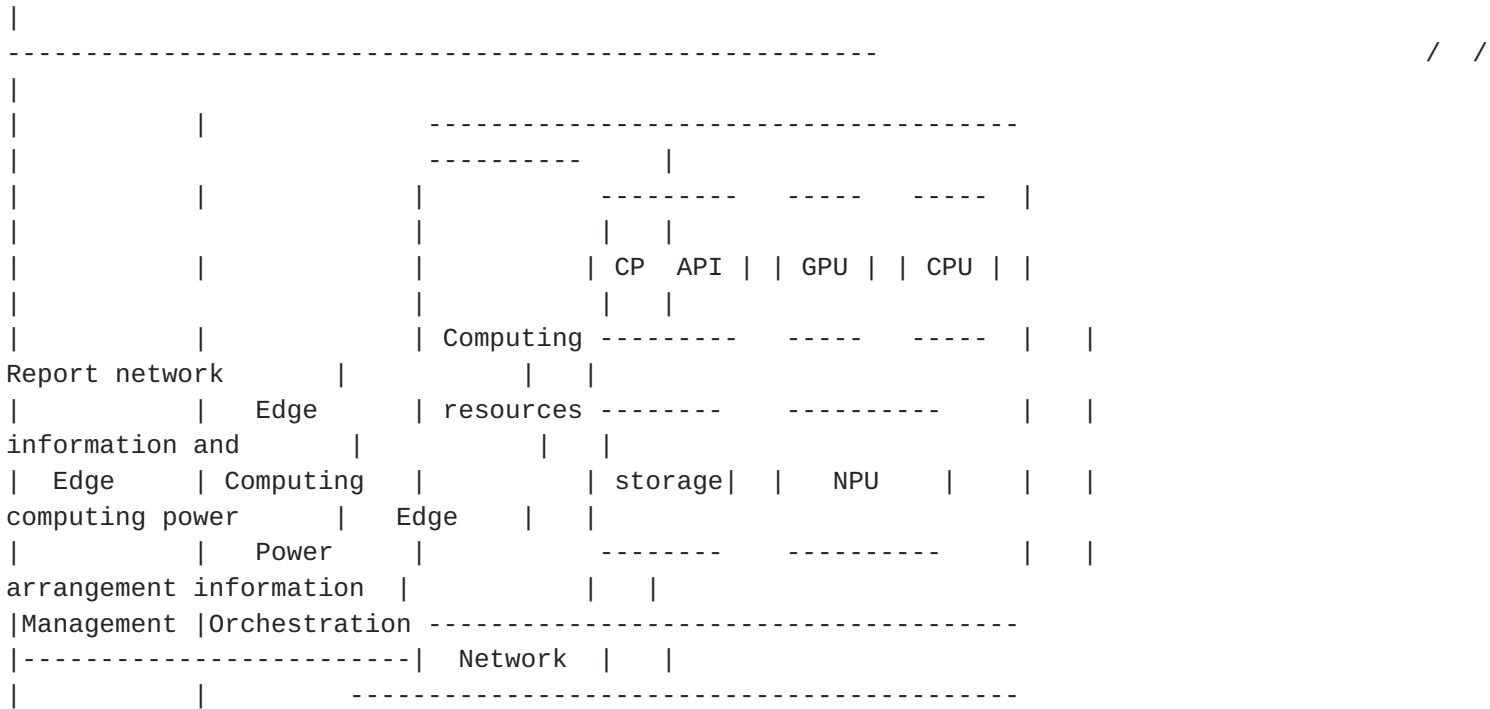 |
--------------------------------------------------------                                   /  /
|
|           |              --------------------------------------
|                          ----------     |
|           |             |           ---------   -----   -----  |
|                         |           |   |
|           |             |          | CP  API | | GPU | | CPU | |
|                         |           |   |
|           |             | Computing ---------   -----   -----  |   |
Report network       |           |   |
|           |   Edge      | resources --------    ----------     |   |
information and       |           |   |
|  Edge     | Computing   |          | storage|  |   NPU    |    |   |
computing power       |   Edge    |   |
|           |   Power     |           --------    ----------     |   |
arrangement information  |           |   |
|Management |Orchestration --------------------------------------
|-------------------------|  Network  |   |
|           |         -------------------------------------------